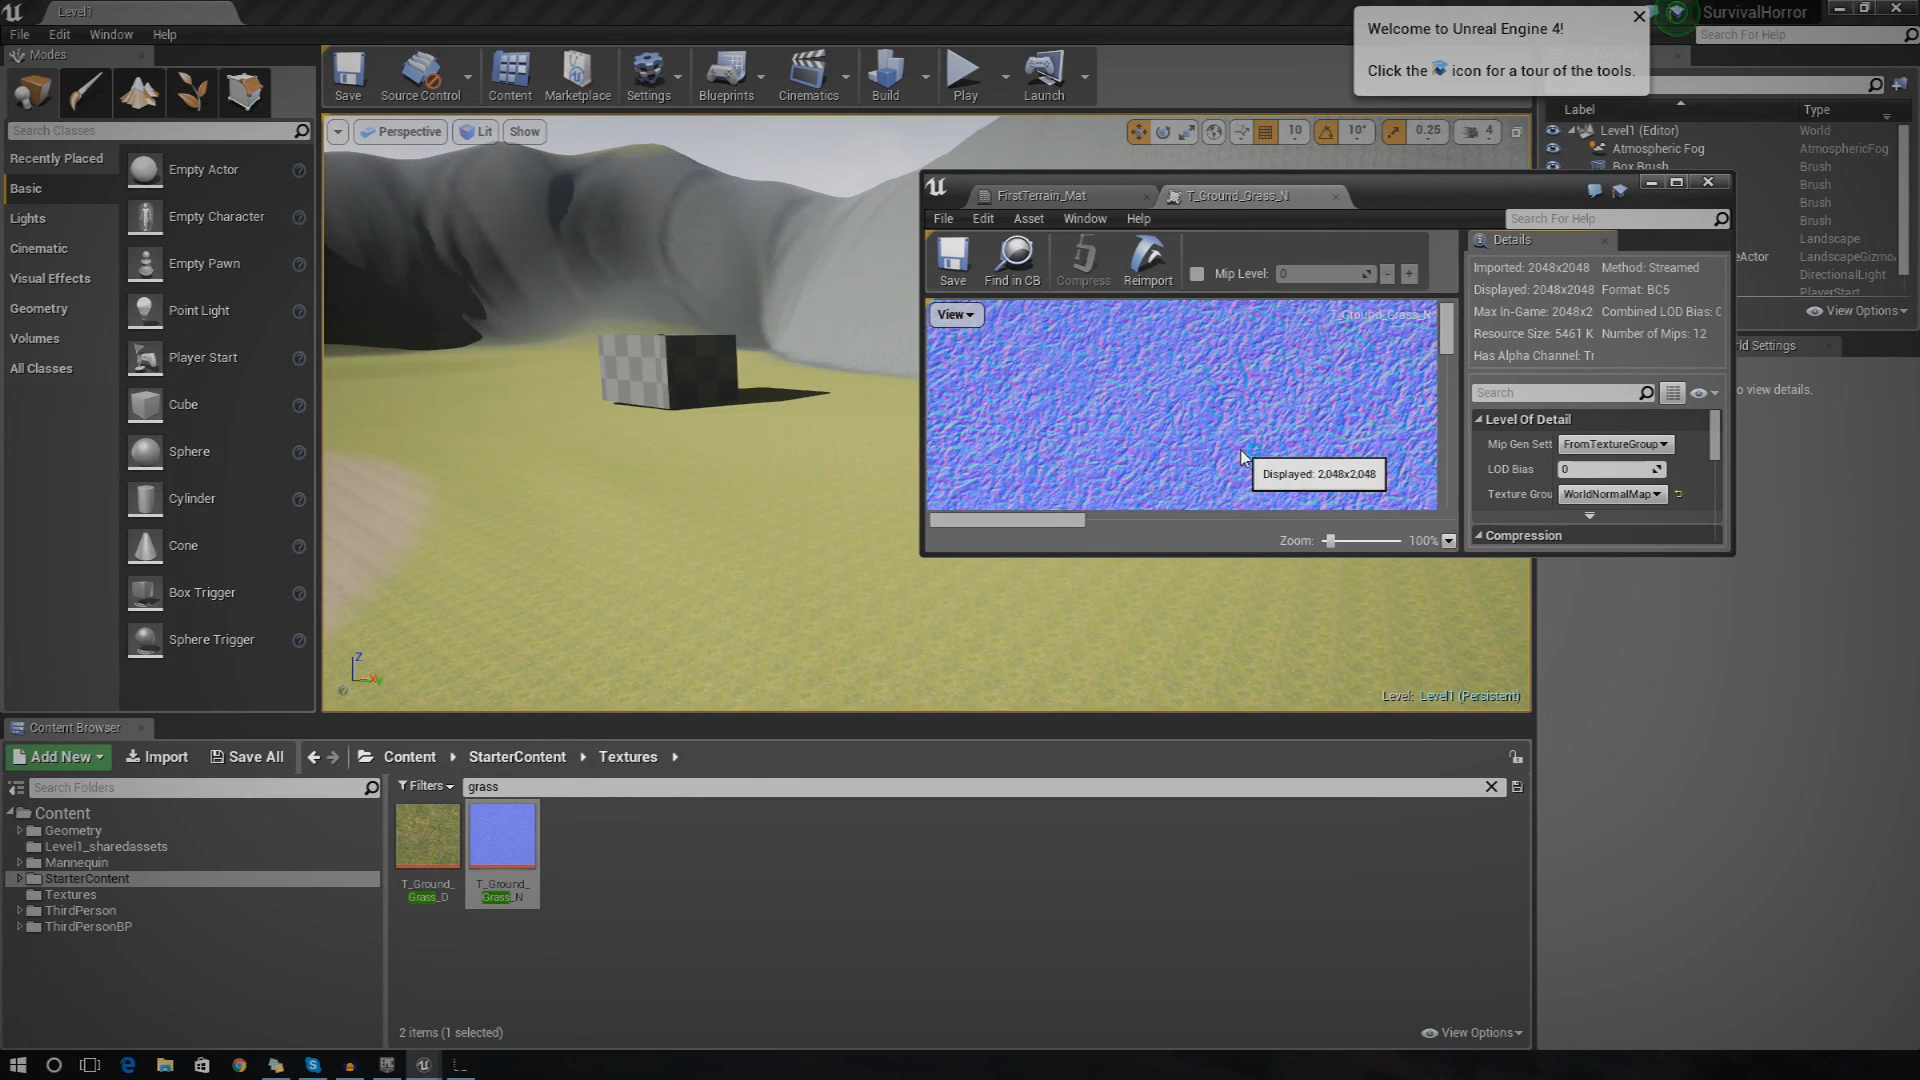 Level1
SurvivalHorror
File Edit Window Help
Search For Help
Welcome to Unreal Engine 4!
Click the icon for a tour of the tools.
Modes
Save Source Control Content Marketplace Settings Blueprints Cinematics Build Play Launch
Search Classes
Recently Placed
Basic
Lights
Cinematic
Visual Effects
Geometry
Volumes
All Classes
Empty Actor
Empty Character
Empty Pawn
Point Light
Player Start
Cube
Sphere
Cylinder
Cone
Box Trigger
Sphere Trigger
Perspective Lit Show
10 10° 0.25 4
Label Type
Level1 (Editor) World
Atmospheric Fog AtmosphericFog
Box Brush Brush
Brush
Brush
Brush
Landscape
eActor LandscapeGizmo
DirectionalLight
PlayerStart
View Options
ld Settings
o view details.
FirstTerrain_Mat
T_Ground_Grass_N
File Edit Asset Window Help
Search For Help
Save Find in CB Compress Reimport
Mip Level: 0 - +
View
T_Ground_Grass_N
Displayed: 2,048x2,048
Zoom: 100%
Details
Imported: 2048x2048 Method: Streamed
Displayed: 2048x2048 Format: BC5
Max In-Game: 2048x2 Combined LOD Bias: 0
Resource Size: 5461 K Number of Mips: 12
Has Alpha Channel: Tr
Search
Level Of Detail
Mip Gen Sett FromTextureGroup
LOD Bias 0
Texture Grou WorldNormalMap
Compression
Z
X
Y
Level: Level1 (Persistent)
Content Browser
Add New Import Save All Content StarterContent Textures
Search Folders
Filters grass
Content
Geometry
Level1_sharedassets
Mannequin
StarterContent
Textures
ThirdPerson
ThirdPersonBP
T_Ground_
Grass_D
T_Ground_
Grass_N
2 items (1 selected)
View Options
EPIC